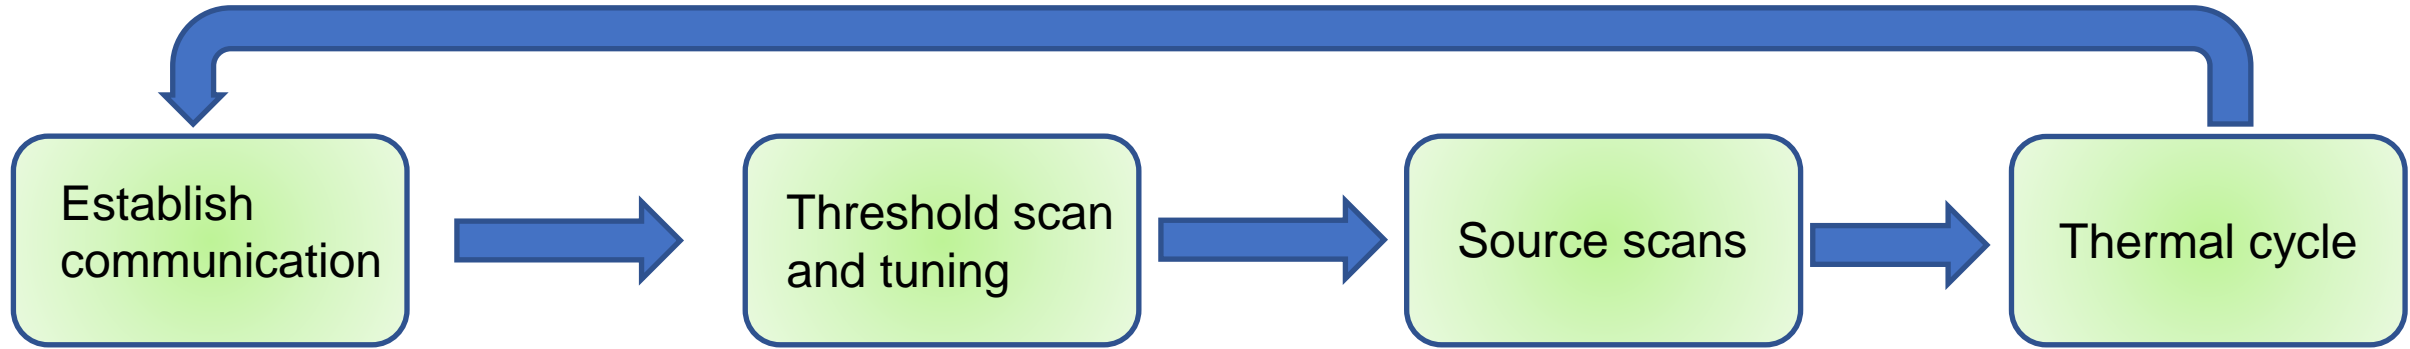 Establish
communication
Threshold scan
and tuning
Source scans
Thermal cycle